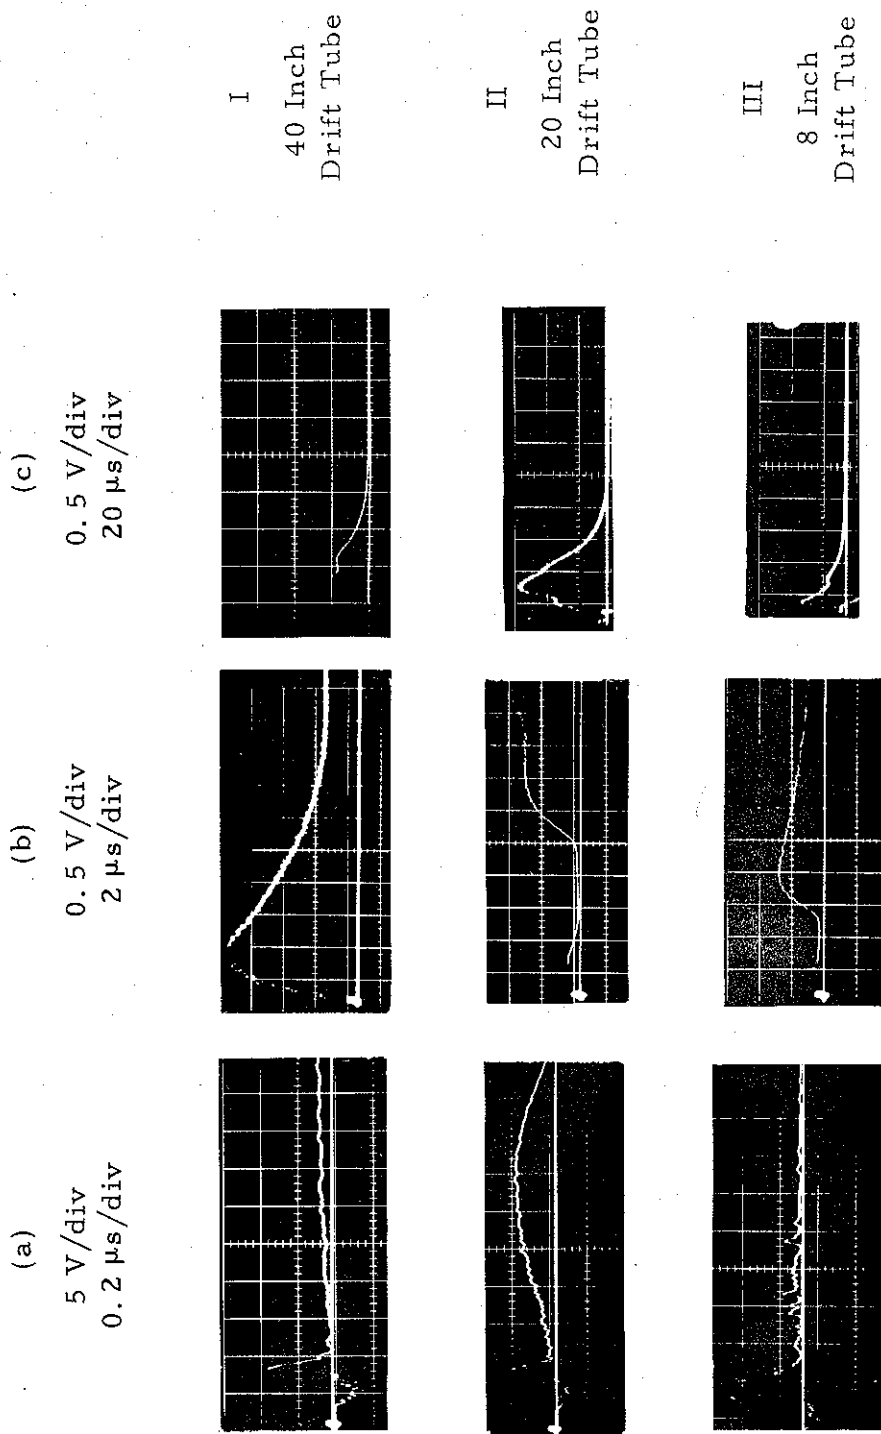 (a)
5 V/div
0.2 μs/div
(b)
0.5 V/div
2 μs/div
(c)
0.5 V/div
20 μs/div
I
40 Inch
Drift Tube
II
20 Inch
Drift Tube
III
8 Inch
Drift Tube